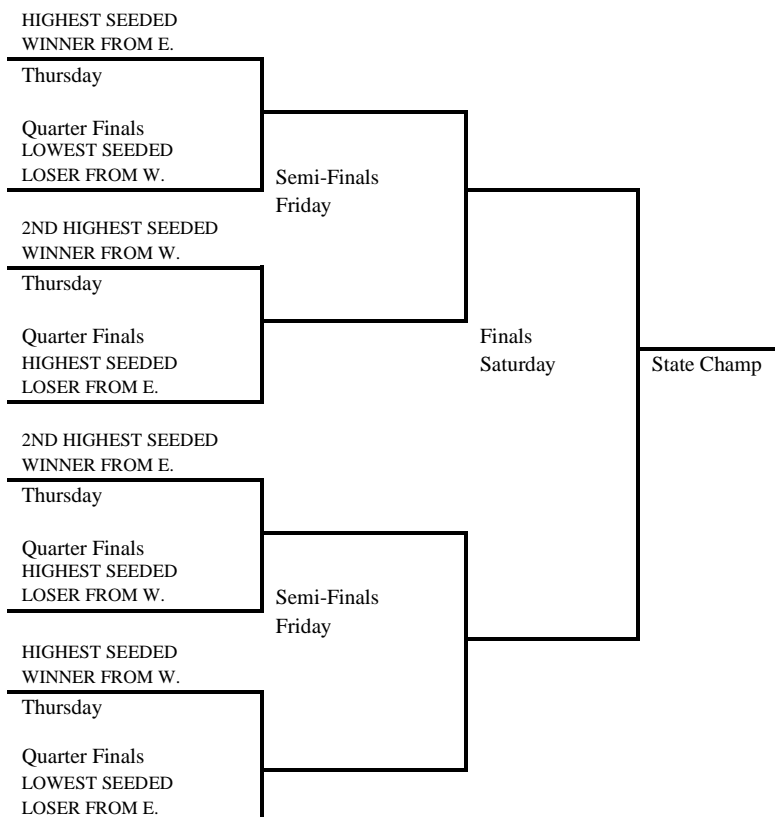 HIGHEST SEEDED
WINNER FROM E.
Thursday
Quarter Finals
LOWEST SEEDED
LOSER FROM W.
Semi-Finals
Friday
2ND HIGHEST SEEDED
WINNER FROM W.
Thursday
Quarter Finals
HIGHEST SEEDED
LOSER FROM E.
Finals
Saturday
State Champ
2ND HIGHEST SEEDED
WINNER FROM E.
Thursday
Quarter Finals
HIGHEST SEEDED
LOSER FROM W.
Semi-Finals
Friday
HIGHEST SEEDED
WINNER FROM W.
Thursday
Quarter Finals
LOWEST SEEDED
LOSER FROM E.